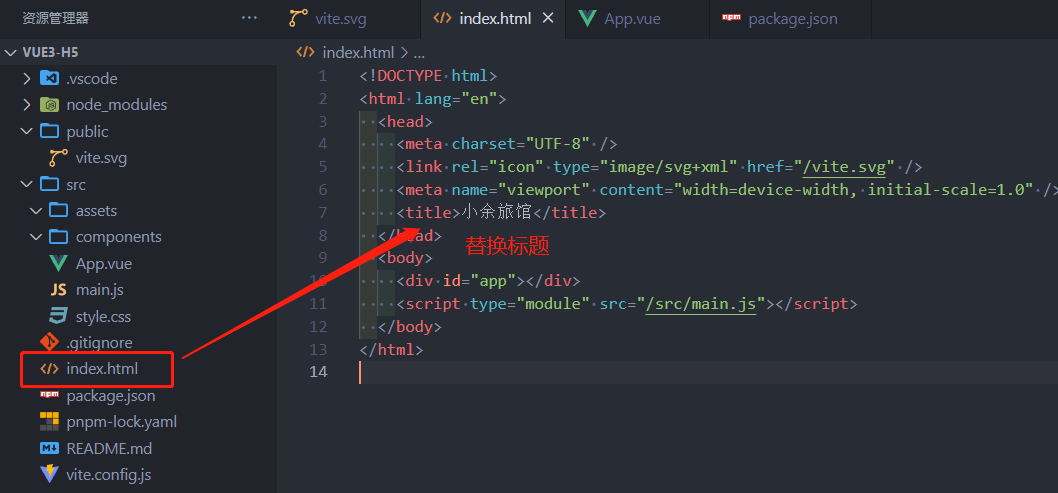 资源管理器 ···
VUE3-H5
.vscode
node_modules
public
vite.svg
src
assets
components
App.vue
JS main.js
style.css
.gitignore
index.html
npm package.json
pnpm-lock.yaml
M↓ README.md
vite.config.js
vite.svg
index.html
App.vue
npm package.json
index.html > ...
1 <!DOCTYPE html>
2 <html lang="en">
3   <head>
4     <meta charset="UTF-8" />
5     <link rel="icon" type="image/svg+xml" href="/vite.svg" />
6     <meta name="viewport" content="width=device-width, initial-scale=1.0" />
7     <title>小余旅馆</title>
8   </head>
替换标题
9   <body>
10     <div id="app"></div>
11     <script type="module" src="/src/main.js"></script>
12   </body>
13 </html>
14